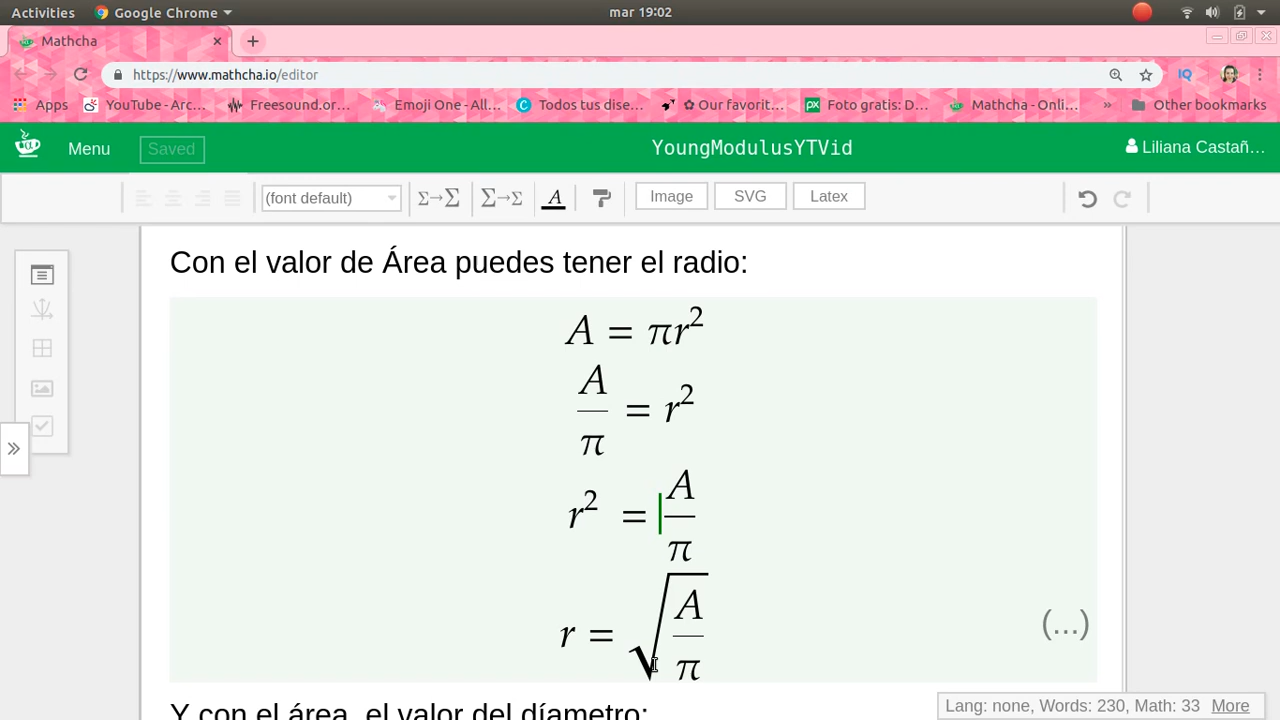 Activities Google Chrome mar 19:02
Mathcha
https://www.mathcha.io/editor IQ
Apps YouTube - Arc... Freesound.or... Emoji One - All... Todos tus dise... ✿ Our favorit... Foto gratis: D... Mathcha - Onli... » Other bookmarks
Menu Saved YoungModulusYTVid Liliana Castañ...
(font default) Σ→Σ Σ→Σ A Image SVG Latex
Con el valor de Área puedes tener el radio:
A = πr²
A/π = r²
r² = A/π
r = √(A/π)
(...)
Y con el área, el valor del díametro:
Lang: none, Words: 230, Math: 33 More